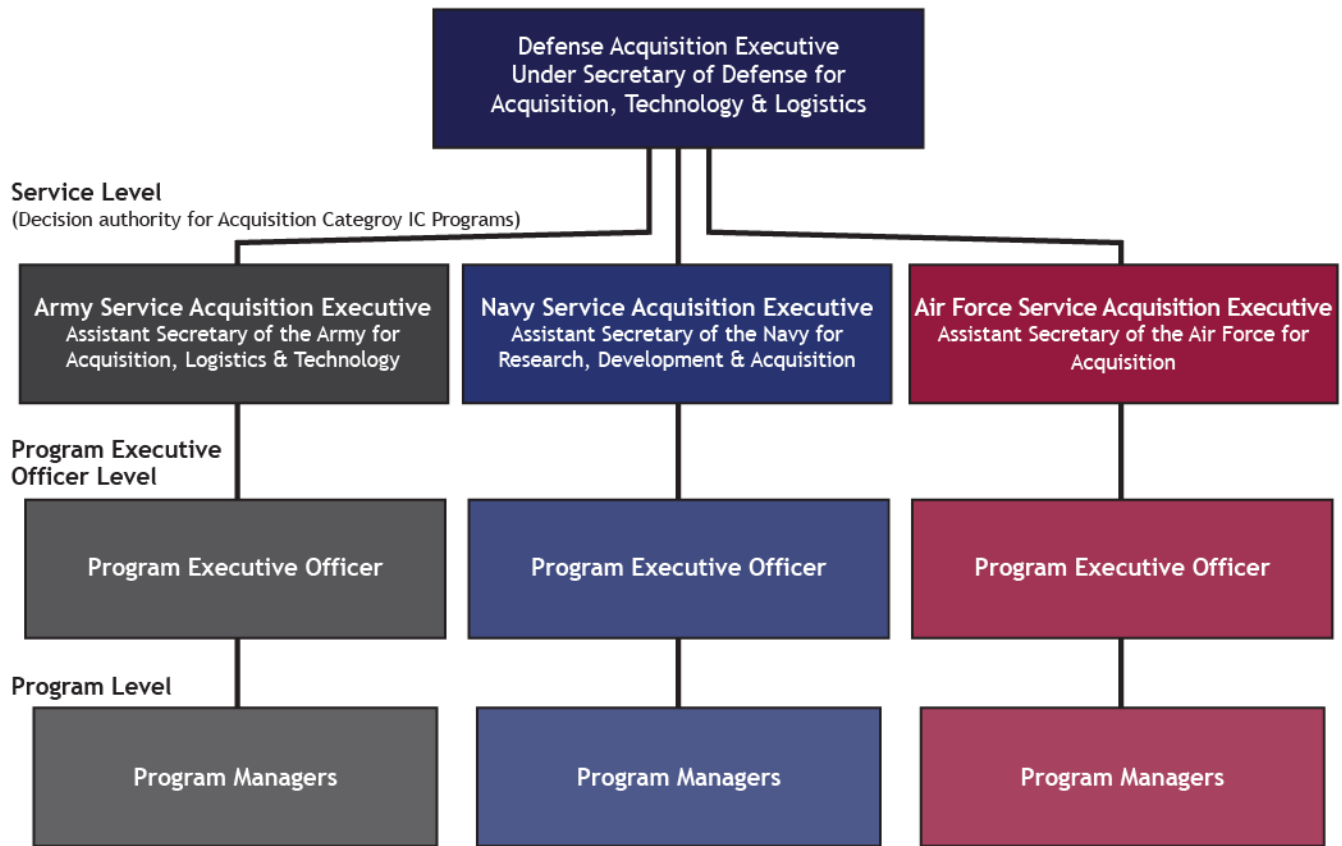 Defense Acquisition Executive
Under Secretary of Defense for
Acquisition, Technology & Logistics
Service Level
(Decision authority for Acquisition Categroy IC Programs)
Army Service Acquisition Executive
Assistant Secretary of the Army for
Acquisition, Logistics & Technology
Navy Service Acquisition Executive
Assistant Secretary of the Navy for
Research, Development & Acquisition
Air Force Service Acquisition Executive
Assistant Secretary of the Air Force for
Acquisition
Program Executive
Officer Level
Program Executive Officer
Program Executive Officer
Program Executive Officer
Program Level
Program Managers
Program Managers
Program Managers